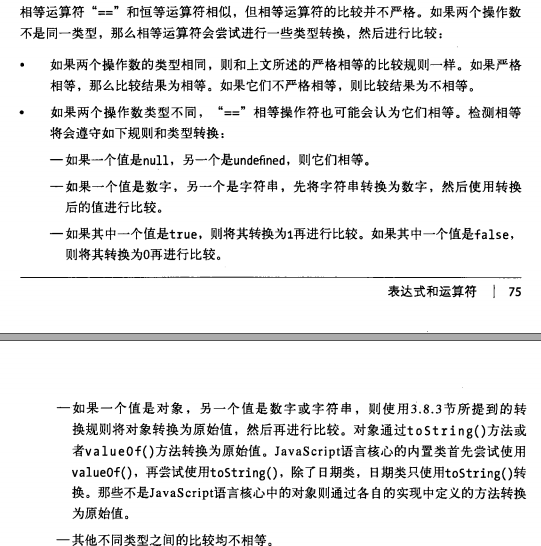 相等运算符“==”和恒等运算符相似，但相等运算符的比较并不严格。如果两个操作数
不是同一类型，那么相等运算符会尝试进行一些类型转换，然后进行比较：
• 如果两个操作数的类型相同，则和上文所述的严格相等的比较规则一样。如果严格
相等，那么比较结果为相等。如果它们不严格相等，则比较结果为不相等。
• 如果两个操作数类型不同，“==”相等操作符也可能会认为它们相等。检测相等
将会遵守如下规则和类型转换：
—如果一个值是null，另一个是undefined，则它们相等。
—如果一个值是数字，另一个是字符串，先将字符串转换为数字，然后使用转换
后的值进行比较。
—如果其中一个值是true，则将其转换为1再进行比较。如果其中一个值是false，
则将其转换为0再进行比较。
表达式和运算符 | 75
—如果一个值是对象，另一个值是数字或字符串，则使用3.8.3节所提到的转
换规则将对象转换为原始值，然后再进行比较。对象通过toString()方法或
者valueOf()方法转换为原始值。JavaScript语言核心的内置类首先尝试使用
valueOf()，再尝试使用toString()，除了日期类，日期类只使用toString()转
换。那些不是JavaScript语言核心中的对象则通过各自的实现中定义的方法转换
为原始值。
—其他不同类型之间的比较均不相等。